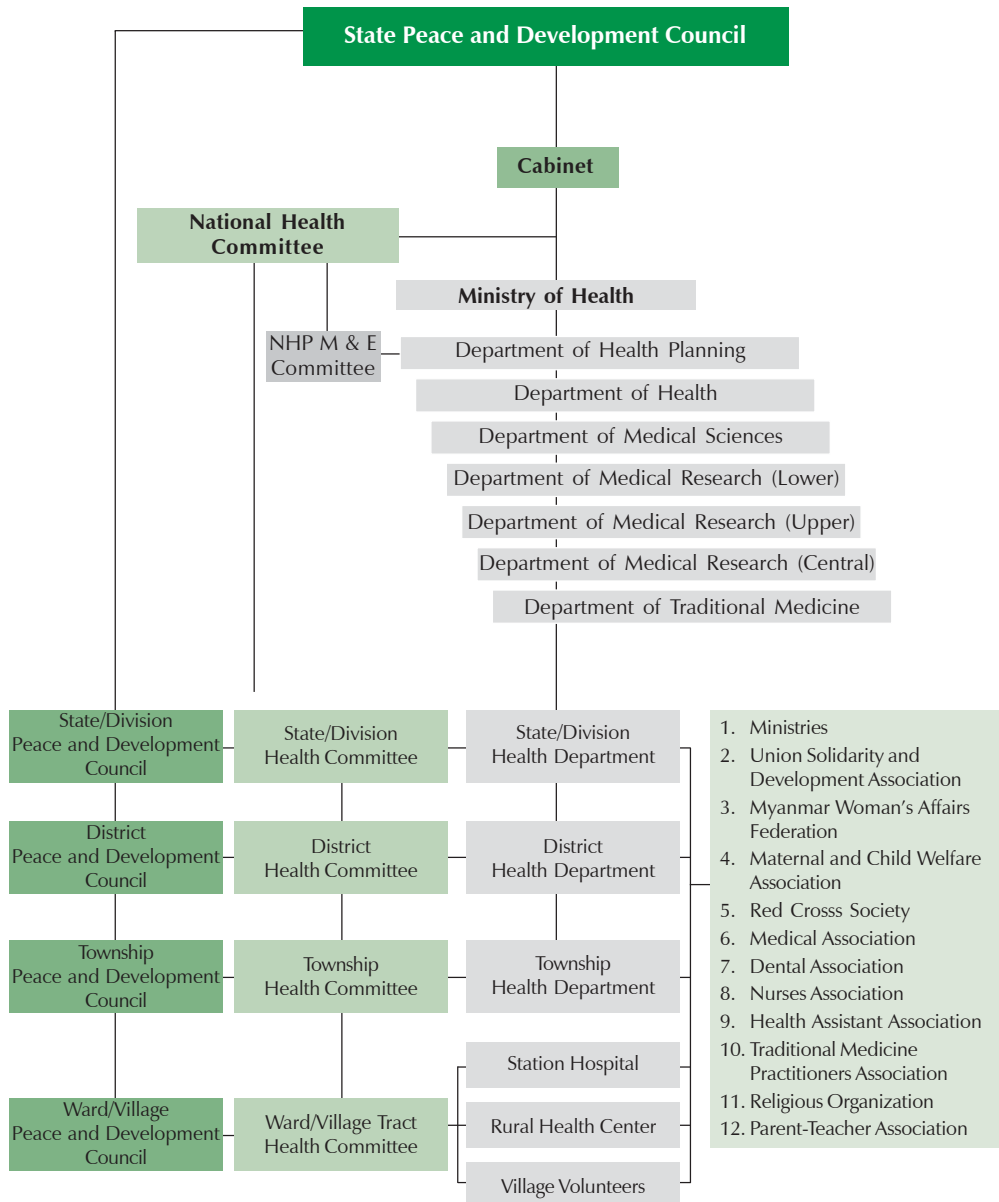 State Peace and Development Council
Cabinet
National Health
Committee
Ministry of Health
NHP M & E
Committee
Department of Health Planning
Department of Health
Department of Medical Sciences
Department of Medical Research (Lower)
Department of Medical Research (Upper)
Department of Medical Research (Central)
Department of Traditional Medicine
State/Division
Peace and Development
Council
State/Division
Health Committee
State/Division
Health Department
District
Peace and Development
Council
District
Health Committee
District
Health Department
Township
Peace and Development
Council
Township
Health Committee
Township
Health Department
Ward/Village
Peace and Development
Council
Ward/Village Tract
Health Committee
Station Hospital
Rural Health Center
Village Volunteers
1. Ministries
2. Union Solidarity and
Development Association
3. Myanmar Woman's Affairs
Federation
4. Maternal and Child Welfare
Association
5. Red Crosss Society
6. Medical Association
7. Dental Association
8. Nurses Association
9. Health Assistant Association
10. Traditional Medicine
Practitioners Association
11. Religious Organization
12. Parent-Teacher Association